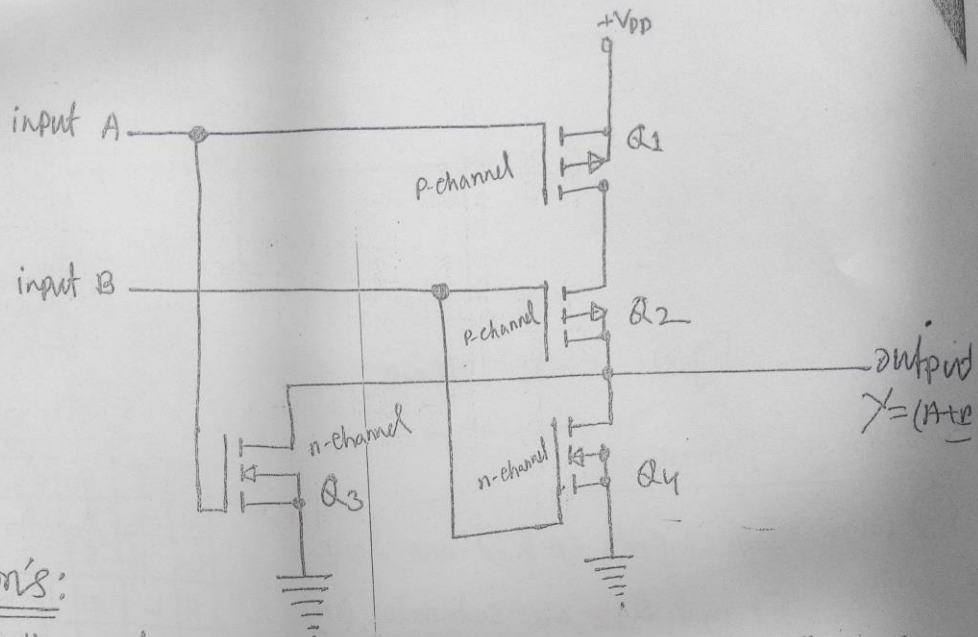 +VDD
input A
Q1
p-channel
input B
Q2
p-channel
output
Y=(A+
n-channel
n-channel
Q3
Q4
n's: